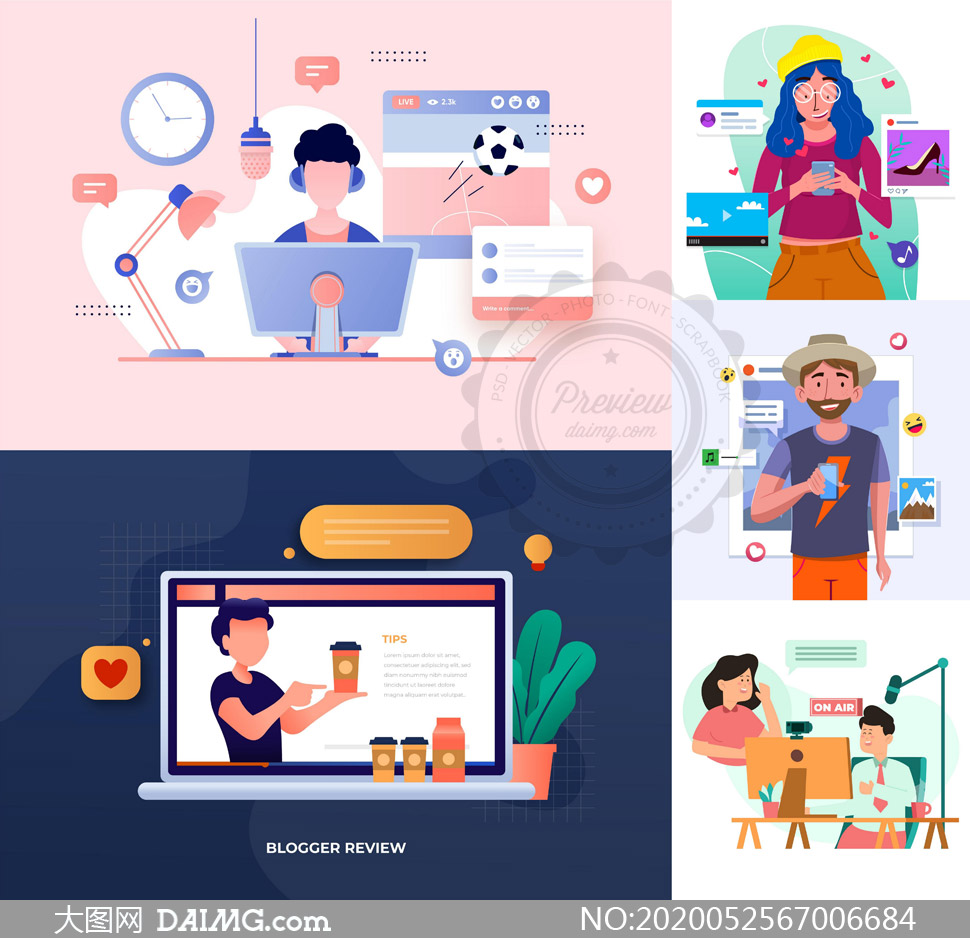 LIVE
2.3k
Write a comment...
PSD - VECTOR - PHOTO - FONT - SCRAPBOOK
Preview
daimg.com
TIPS
Lorem ipsum dolor sit amet,
consectetuer adipiscing elit, sed
diam nonummy nibh euismod
tincidunt ut laoreet dolore
magna aliquam erat volutpat..
BLOGGER REVIEW
ON AIR
大图网 DAIMG.com
NO:2020052567006684